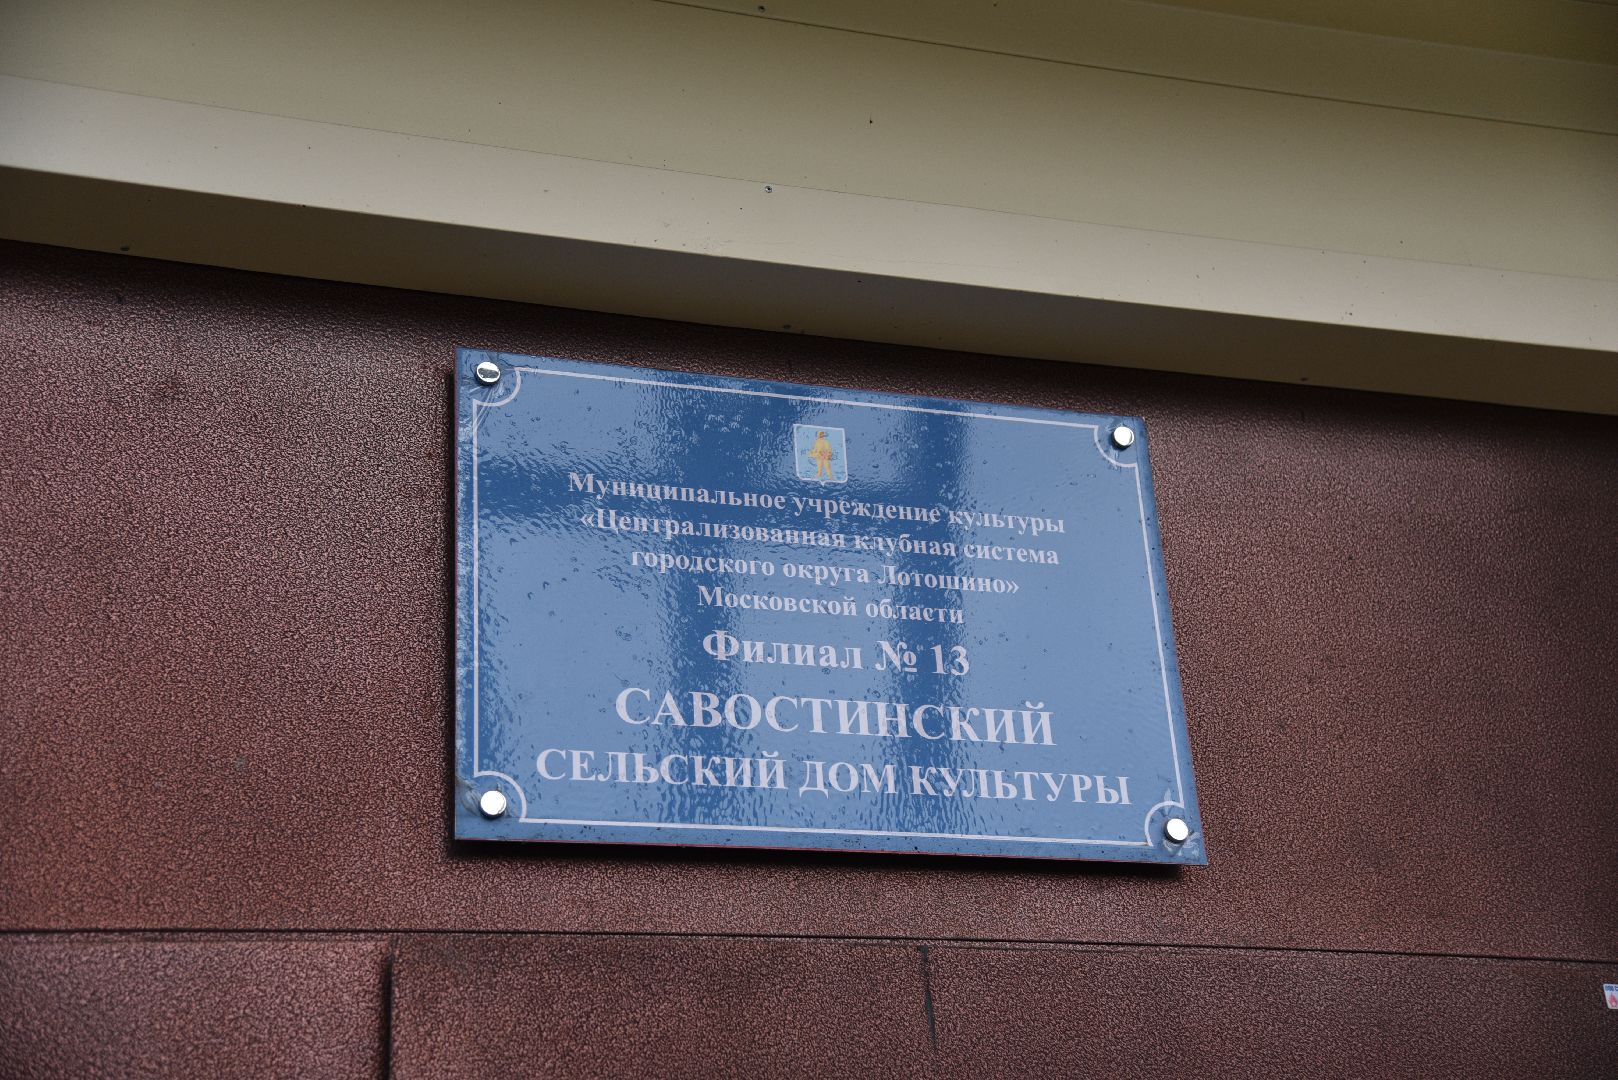 Муниципальное учреждение культуры
«Централизованная клубная система
городского округа Лотошино»
Московской области
Филиал № 13
САВОСТИНСКИЙ
СЕЛЬСКИЙ ДОМ КУЛЬТУРЫ